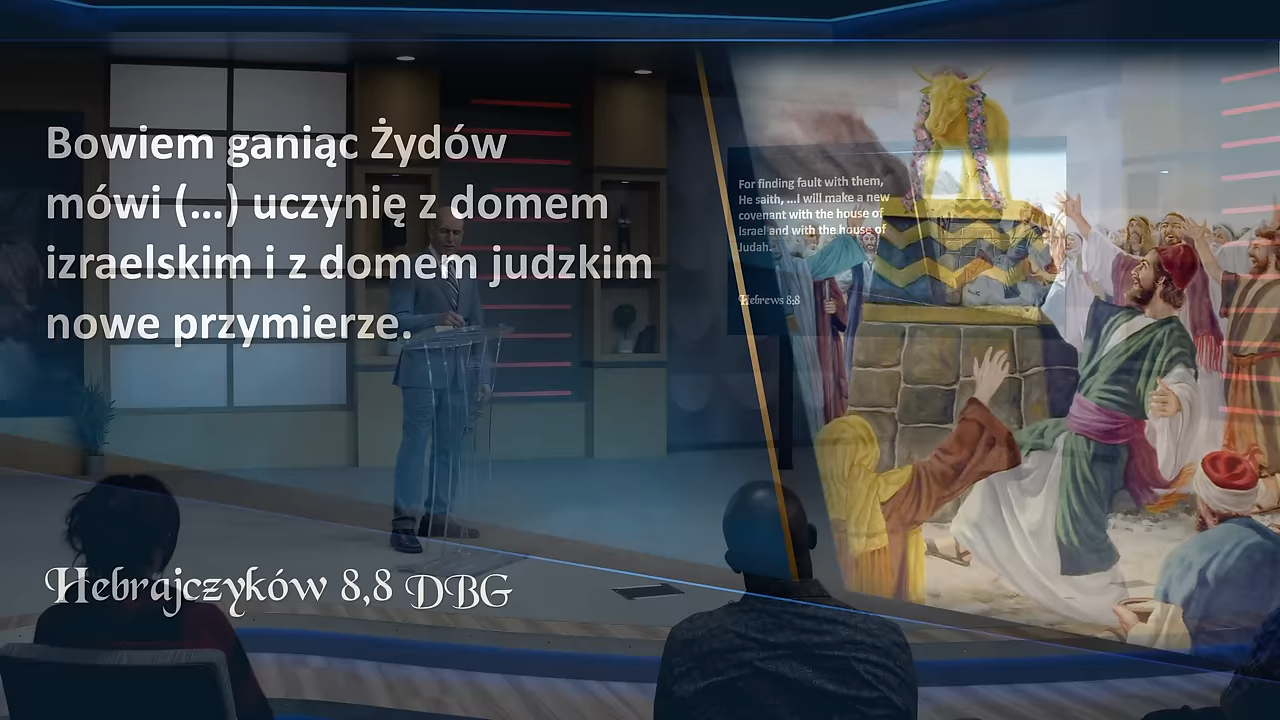 Bowiem ganiąc Żydów
mówi (...) uczynię z domem
izraelskim i z domem judzkim
nowe przymierze.
Hebrajczyków 8,8 DBG
For finding fault with them,
He saith, ...I will make a new
covenant with the house of
Israel and with the house of
Judah.
Hebrews 8:8